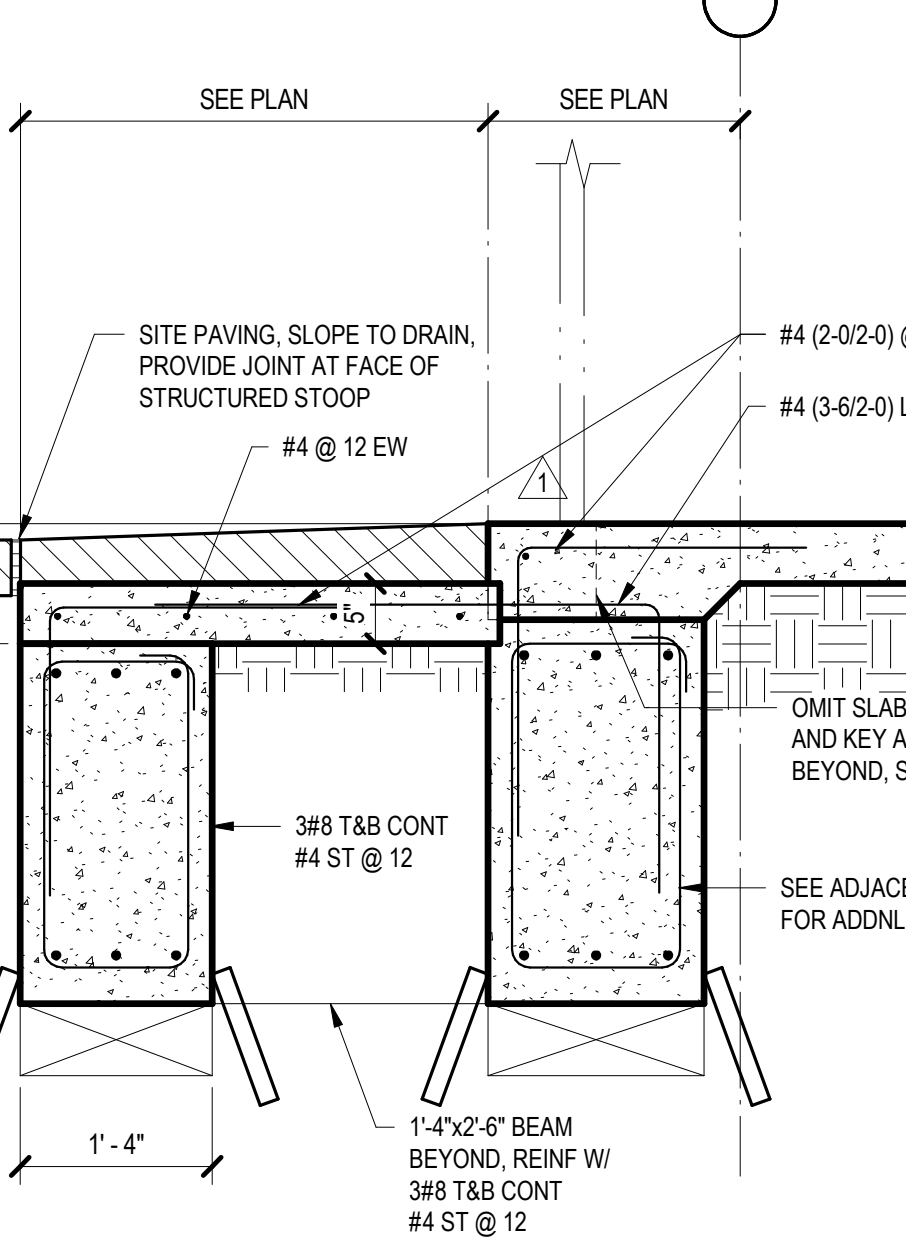 SEE PLAN
SEE PLAN
SITE PAVING, SLOPE TO DRAIN,
PROVIDE JOINT AT FACE OF
STRUCTURED STOOP
#4 @ 12 EW
#4 (2-0/2-0) @
#4 (3-6/2-0) L
1
5"
OMIT SLAB
AND KEY A
BEYOND, S
3#8 T&B CONT
#4 ST @ 12
SEE ADJACE
FOR ADDNL
1' - 4"
1'-4"x2'-6" BEAM
BEYOND, REINF W/
3#8 T&B CONT
#4 ST @ 12